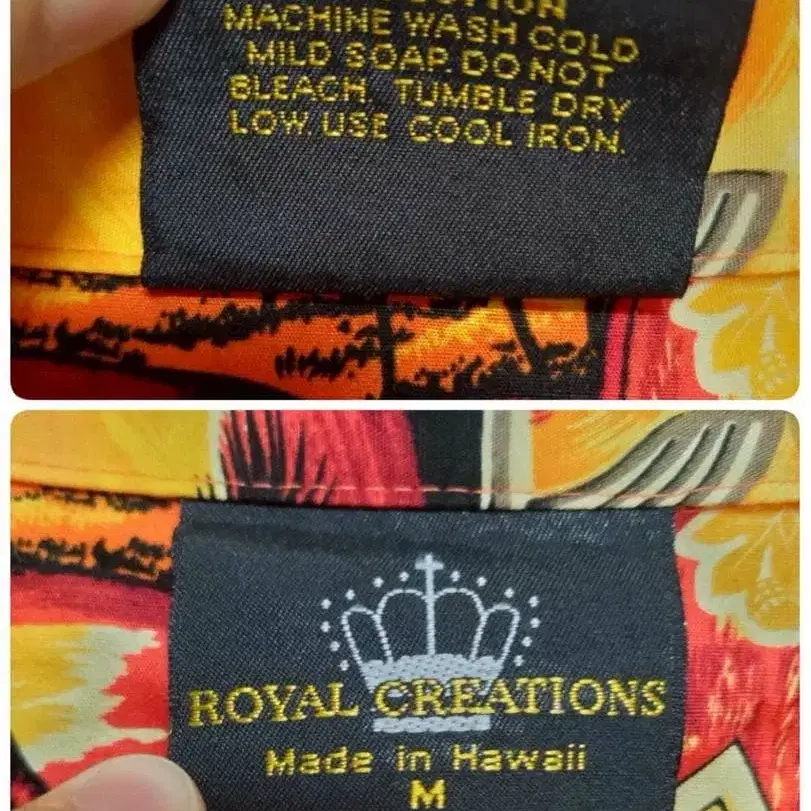 COTTON
MACHINE WASH COLD
MILD SOAP. DO NOT
BLEACH. TUMBLE DRY
LOW. USE COOL IRON.
ROYAL CREATIONS
Made in Hawaii
M